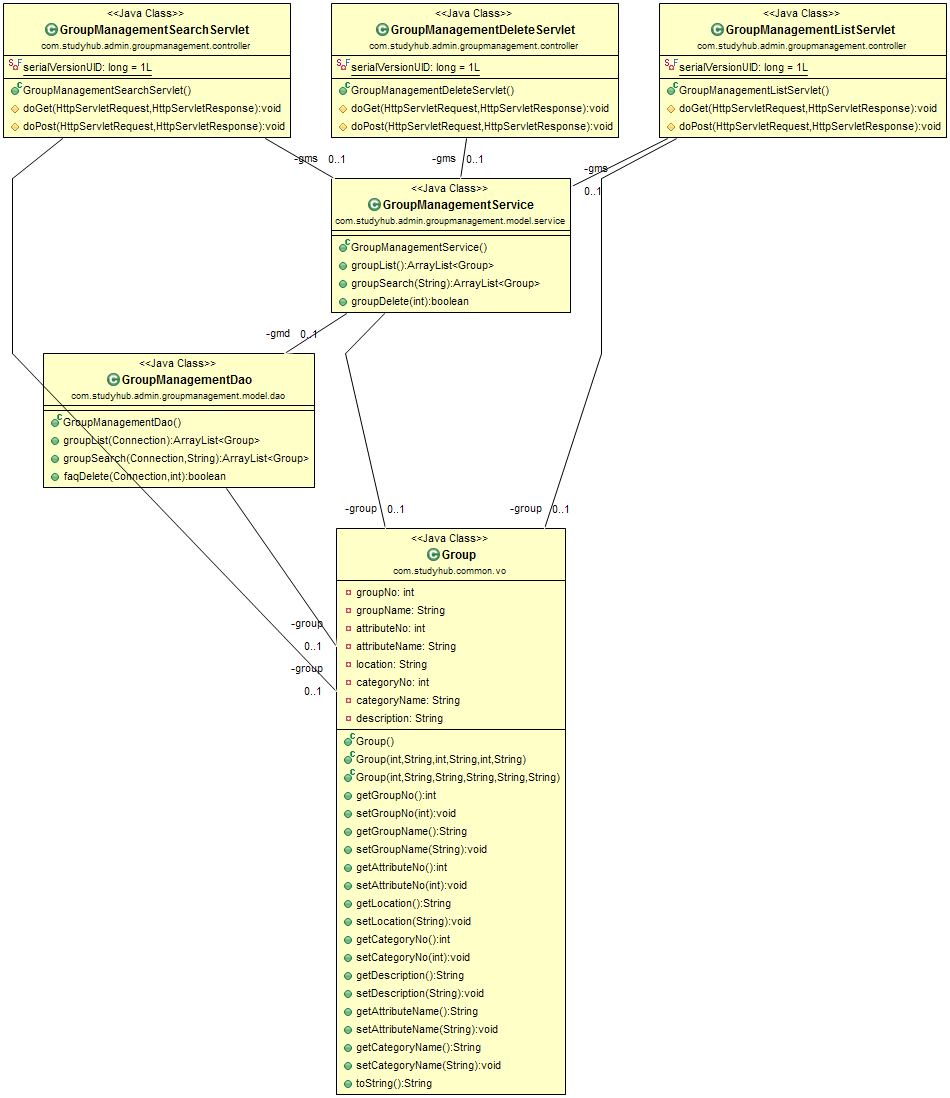 <<Java Class>>
GroupManagementSearchServlet
com.studyhub.admin.groupmanagement.controller
serialVersionUID: long = 1L
GroupManagementSearchServlet()
doGet(HttpServletRequest,HttpServletResponse):void
doPost(HttpServletRequest,HttpServletResponse):void
<<Java Class>>
GroupManagementDeleteServlet
com.studyhub.admin.groupmanagement.controller
serialVersionUID: long = 1L
GroupManagementDeleteServlet()
doGet(HttpServletRequest,HttpServletResponse):void
doPost(HttpServletRequest,HttpServletResponse):void
<<Java Class>>
GroupManagementListServlet
com.studyhub.admin.groupmanagement.controller
serialVersionUID: long = 1L
GroupManagementListServlet()
doGet(HttpServletRequest,HttpServletResponse):void
doPost(HttpServletRequest,HttpServletResponse):void
-gms 0..1
-gms 0..1
-gms
0..1
<<Java Class>>
GroupManagementService
com.studyhub.admin.groupmanagement.model.service
GroupManagementService()
groupList():ArrayList<Group>
groupSearch(String):ArrayList<Group>
groupDelete(int):boolean
-gmd 0..1
<<Java Class>>
GroupManagementDao
com.studyhub.admin.groupmanagement.model.dao
GroupManagementDao()
groupList(Connection):ArrayList<Group>
groupSearch(Connection,String):ArrayList<Group>
faqDelete(Connection,int):boolean
-group 0..1
-group 0..1
-group
0..1
-group
0..1
<<Java Class>>
Group
com.studyhub.common.vo
groupNo: int
groupName: String
attributeNo: int
attributeName: String
location: String
categoryNo: int
categoryName: String
description: String
Group()
Group(int,String,int,String,int,String)
Group(int,String,String,String,String,String)
getGroupNo():int
setGroupNo(int):void
getGroupName():String
setGroupName(String):void
getAttributeNo():int
setAttributeNo(int):void
getLocation():String
setLocation(String):void
getCategoryNo():int
setCategoryNo(int):void
getDescription():String
setDescription(String):void
getAttributeName():String
setAttributeName(String):void
getCategoryName():String
setCategoryName(String):void
toString():String